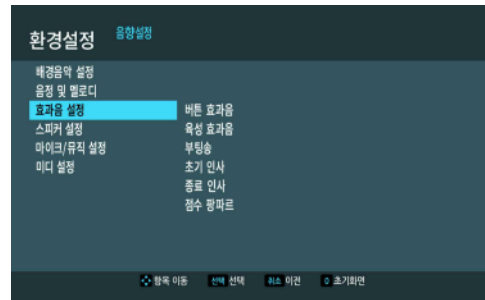 환경설정 음향설정
배경음악 설정
음정 및 멜로디
효과음 설정 버튼 효과음
스피커 설정 육성 효과음
마이크/뮤직 설정 부팅송
미디 설정 초기 인사
종료 인사
점수 팡파르
항목 이동 선택 선택 취소 이전 0 초기화면